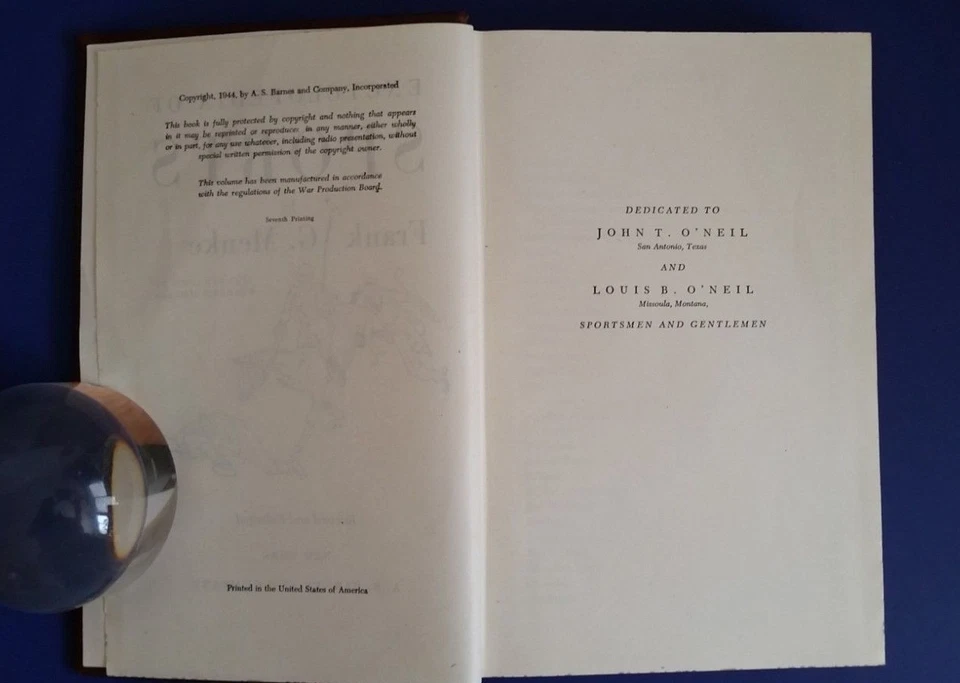 Copyright, 1944, by A. S. Barnes and Company, Incorporated
This book is fully protected by copyright and nothing that appears
in it may be reprinted or reproduced in any manner, either wholly
or in part, for any use whatever, including radio presentation, without
special written permission of the copyright owner.
This volume has been manufactured in accordance
with the regulations of the War Production Board.
Seventh Printing
Printed in the United States of America
DEDICATED TO
JOHN T. O'NEIL
San Antonio, Texas
AND
LOUIS B. O'NEIL
Missoula, Montana,
SPORTSMEN AND GENTLEMEN